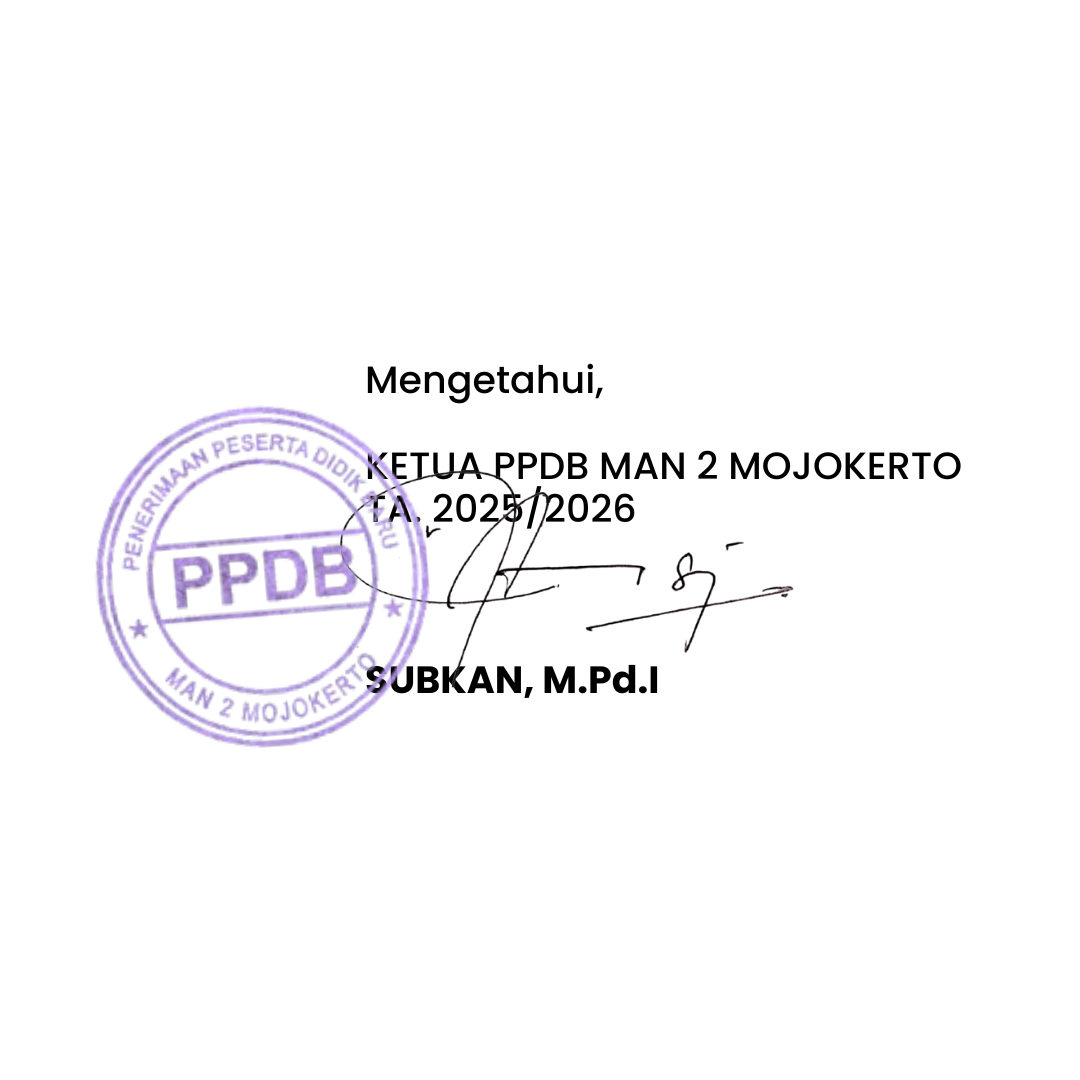 Mengetahui,
KETUA PPDB MAN 2 MOJOKERTO
TA. 2025/2026
PENERIMAAN PESERTA DIDIK BARU
PPDB
MAN 2 MOJOKERTO
SUBKAN, M.Pd.I